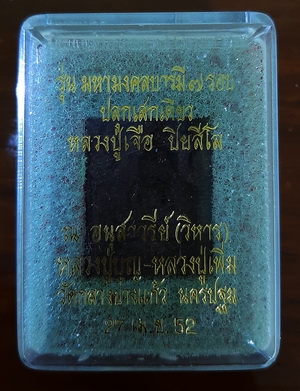 รุ่น มหามงคลบารมี ๗ รอบ
ปลุกเสกเดี่ยว
หลวงปู่เจือ ปิยสีโล
ณ อนุสาวรีย์ (วิหาร)
หลวงปู่บุญ-หลวงปู่เพิ่ม
วัดกลางบางแก้ว นครปฐม
52